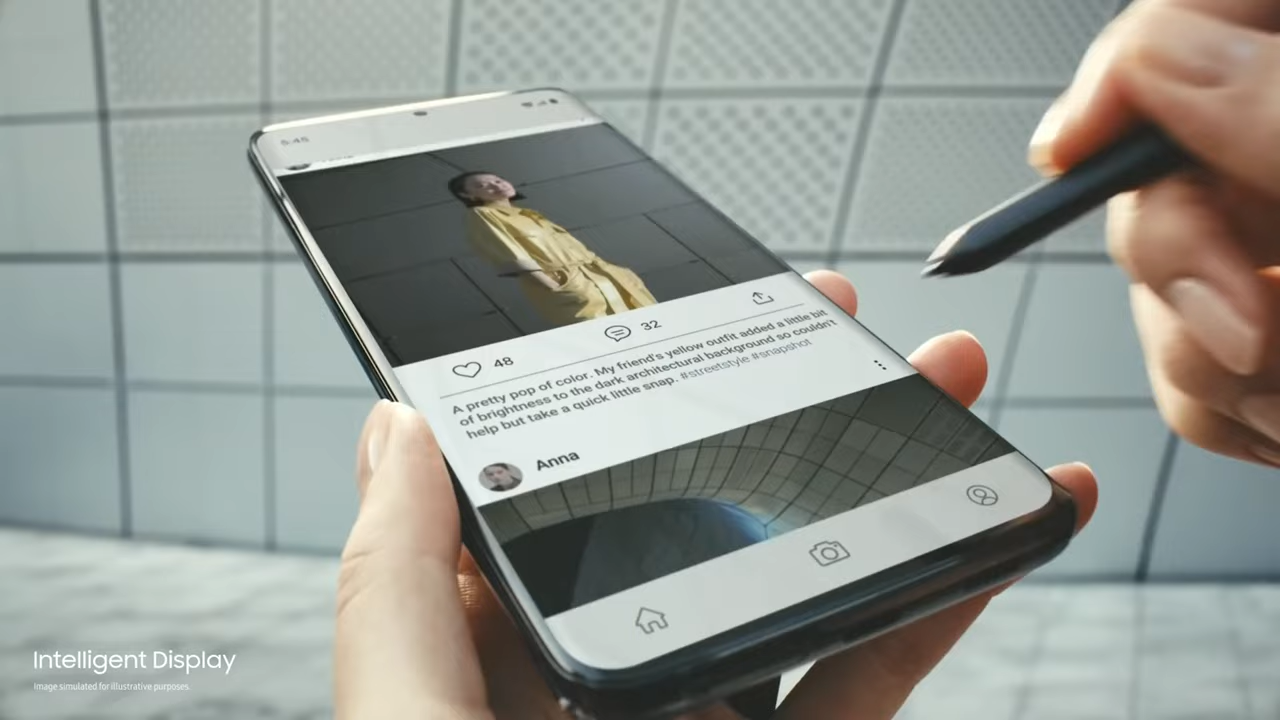 5:45
48
32
A pretty pop of color. My friend's yellow outfit added a little bit
of brightness to the dark architectural background so couldn't
help but take a quick little snap. #streetstyle #snapshot
Anna
Intelligent Display
Image simulated for illustrative purposes.